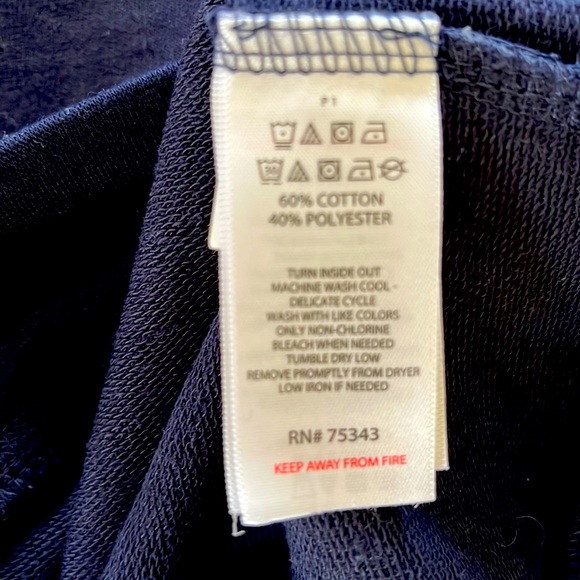 P1
30
60% COTTON
40% POLYESTER
TURN INSIDE OUT
MACHINE WASH COOL -
DELICATE CYCLE
WASH WITH LIKE COLORS
ONLY NON-CHLORINE
BLEACH WHEN NEEDED
TUMBLE DRY LOW
REMOVE PROMPTLY FROM DRYER
LOW IRON IF NEEDED
RN# 75343
KEEP AWAY FROM FIRE